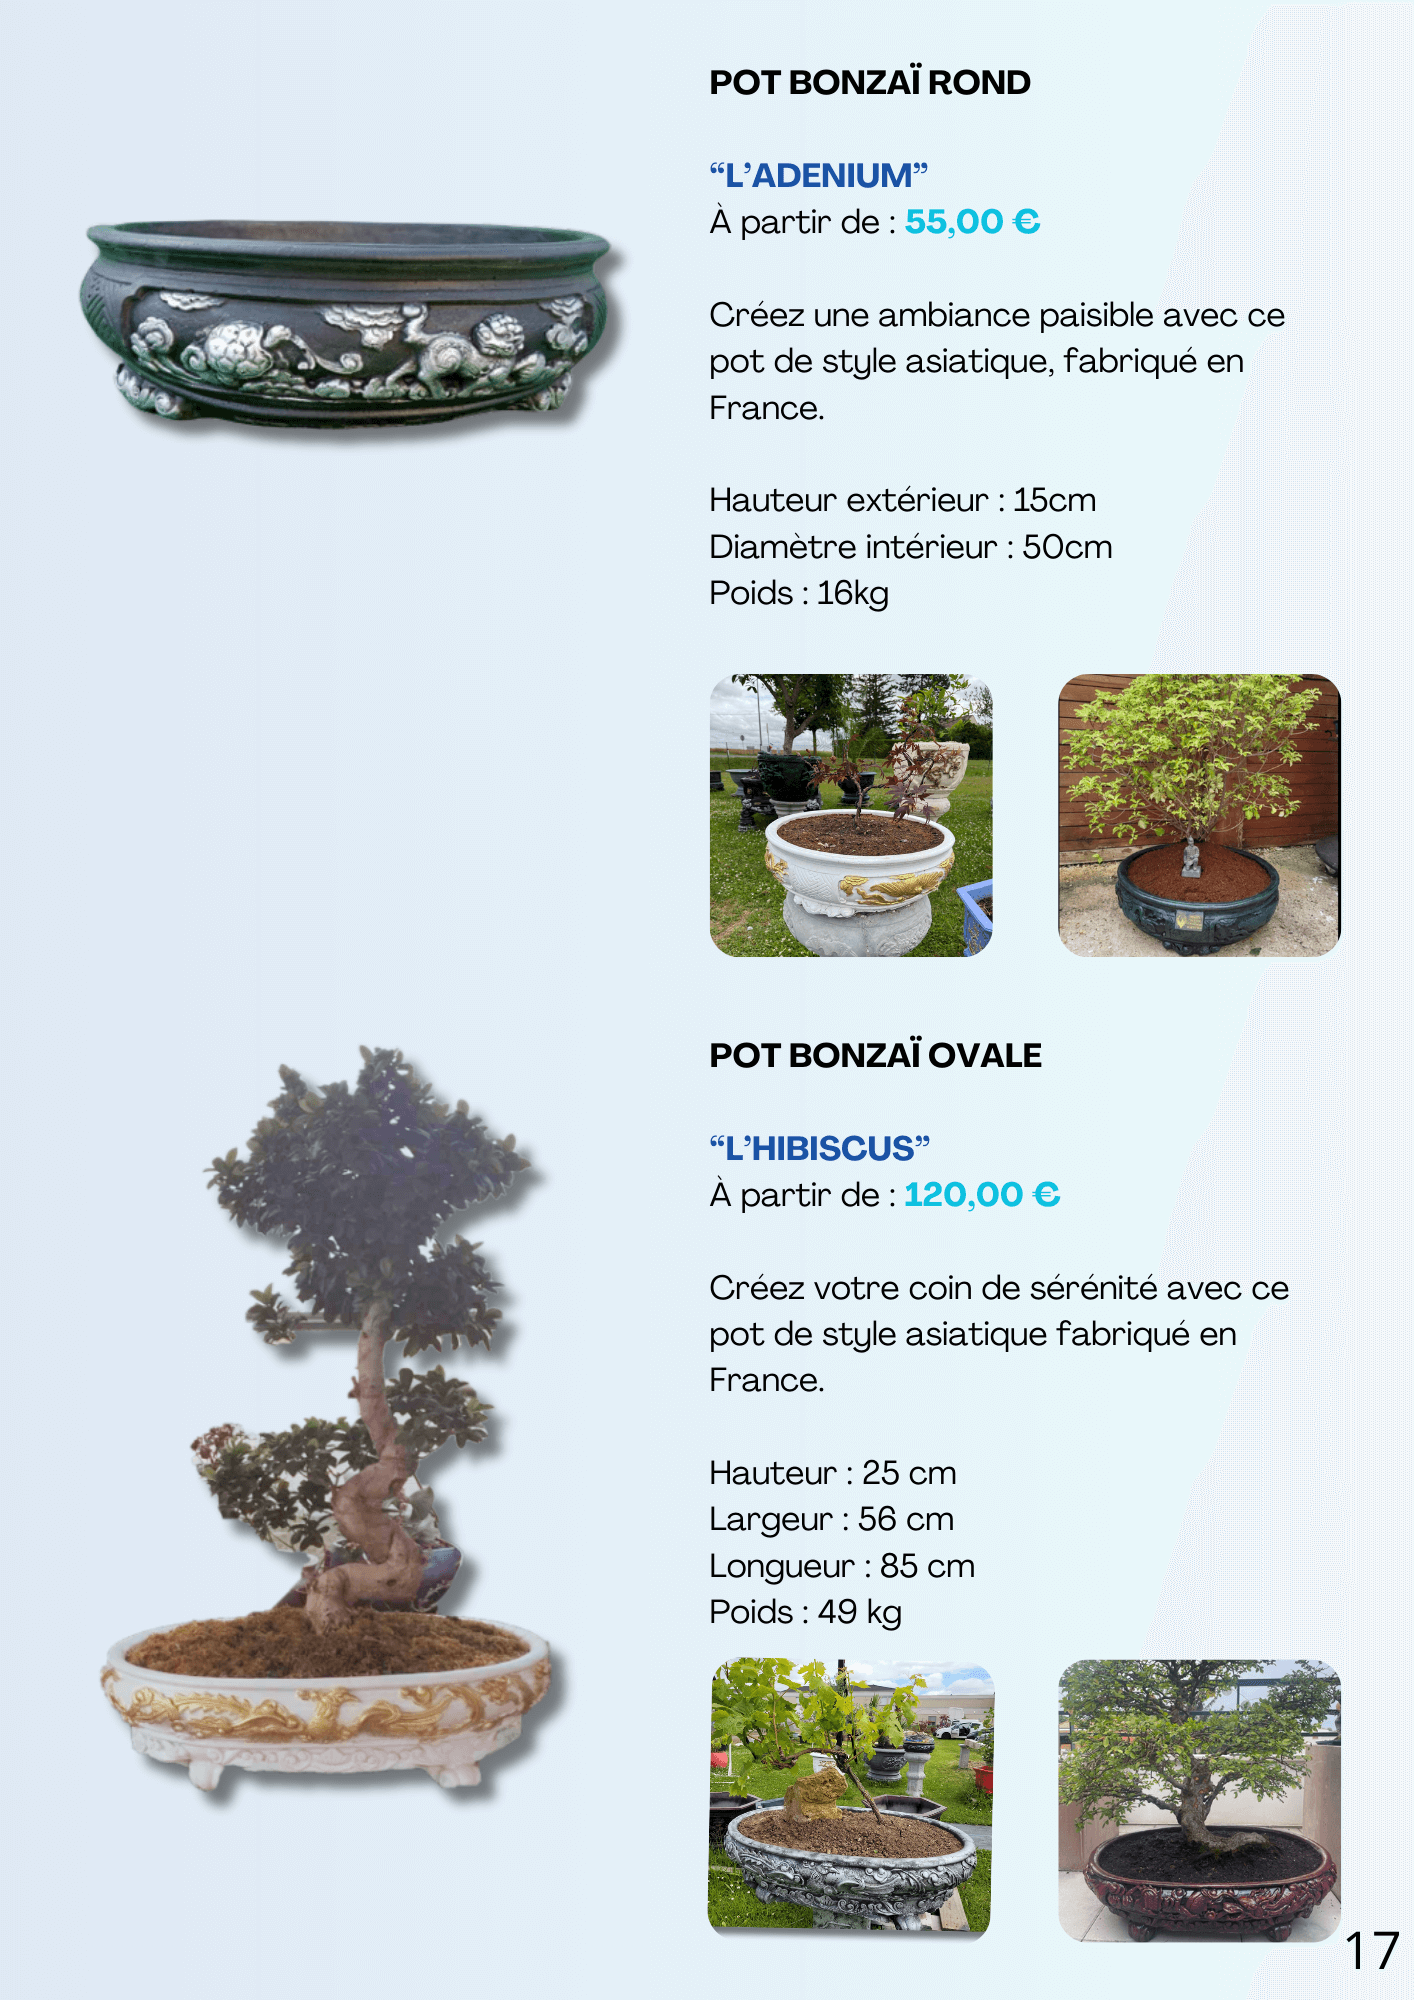 POT BONZAÏ ROND
“L’ADENIUM”
À partir de : 55,00 €
Créez une ambiance paisible avec ce
pot de style asiatique, fabriqué en
France.
Hauteur extérieur : 15cm
Diamètre intérieur : 50cm
Poids : 16kg
POT BONZAÏ OVALE
“L’HIBISCUS”
À partir de : 120,00 €
Créez votre coin de sérénité avec ce
pot de style asiatique fabriqué en
France.
Hauteur : 25 cm
Largeur : 56 cm
Longueur : 85 cm
Poids : 49 kg
17